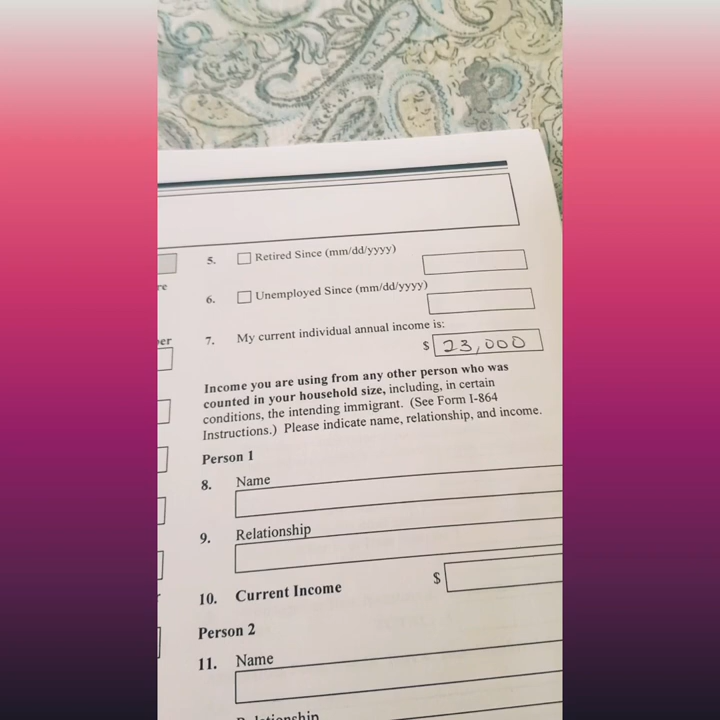 re
5. Retired Since (mm/dd/yyyy)
6. Unemployed Since (mm/dd/yyyy)
er
7. My current individual annual income is:
$ 23,000
Income you are using from any other person who was
counted in your household size, including, in certain
conditions, the intending immigrant. (See Form I-864
Instructions.) Please indicate name, relationship, and income.
Person 1
8. Name
9. Relationship
10. Current Income $
Person 2
11. Name
Relationship